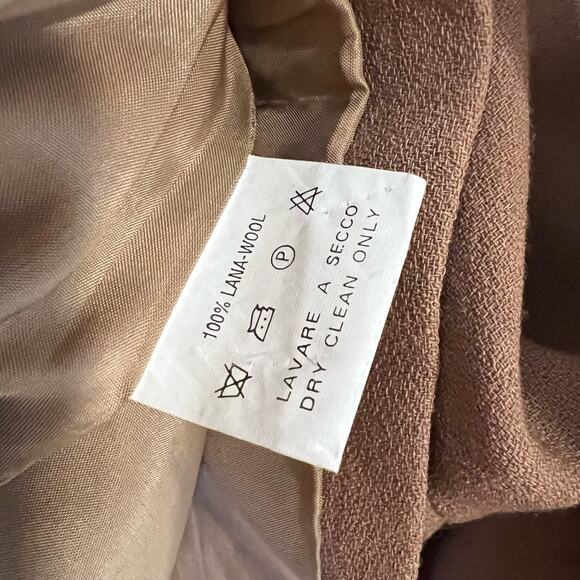 100% LANA-WOOL
P
LAVARE A SECCO
DRY CLEAN ONLY